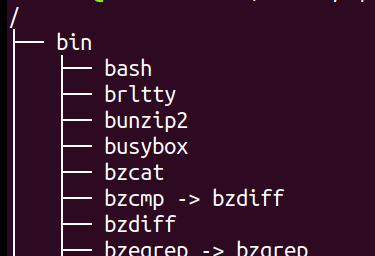 /
├── bin
│   ├── bash
│   ├── brltty
│   ├── bunzip2
│   ├── busybox
│   ├── bzcat
│   ├── bzcmp -> bzdiff
│   ├── bzdiff
│   ├── bzegrep -> bzgrep